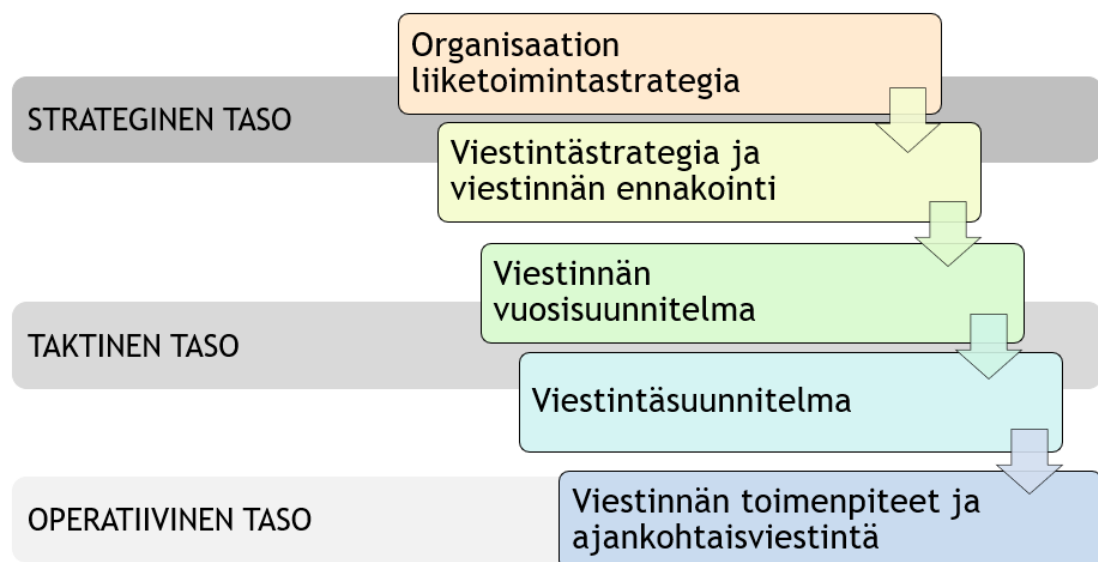 Organisaation
liiketoimintastrategia
STRATEGINEN TASO
Viestintästrategia ja
viestinnän ennakointi
Viestinnän
vuosisuunnitelma
TAKTINEN TASO
Viestintäsuunnitelma
OPERATIIVINEN TASO
Viestinnän toimenpiteet ja
ajankohtaisviestintä